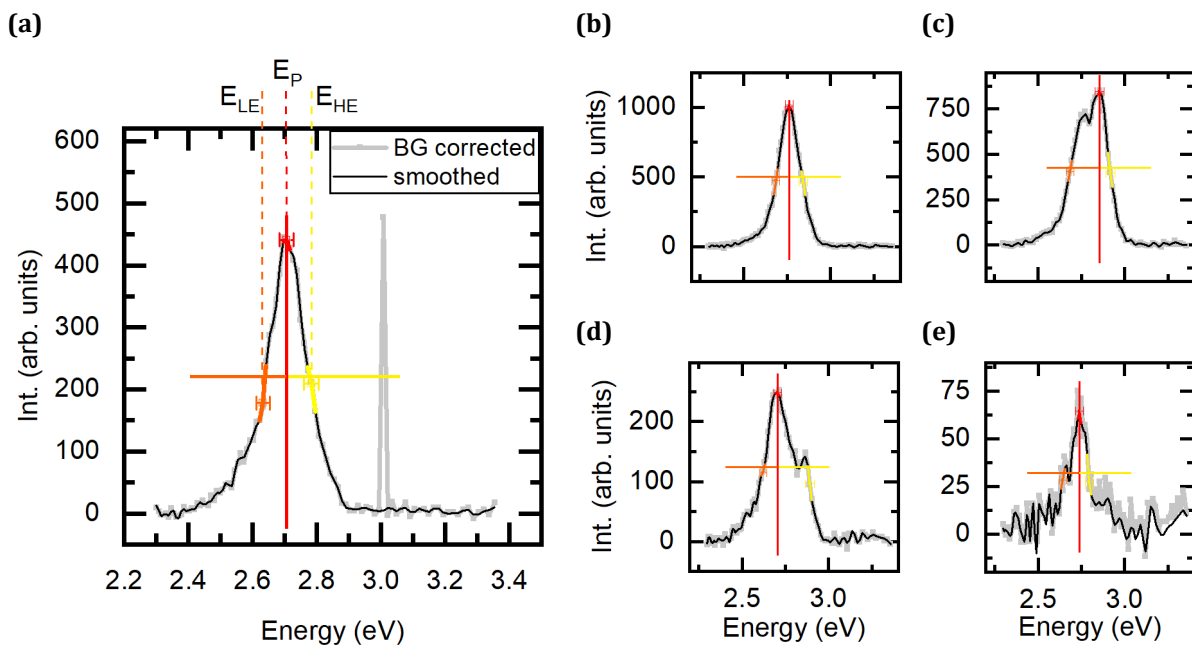 (a)
E_P
E_LE
E_HE
BG corrected
smoothed
600
500
400
300
200
100
0
Int. (arb. units)
2.2 2.4 2.6 2.8 3.0 3.2 3.4
Energy (eV)
(b)
1000
500
0
Int. (arb. units)
(c)
750
500
250
0
(d)
200
100
0
Int. (arb. units)
2.5 3.0
Energy (eV)
(e)
75
50
25
0
2.5 3.0
Energy (eV)